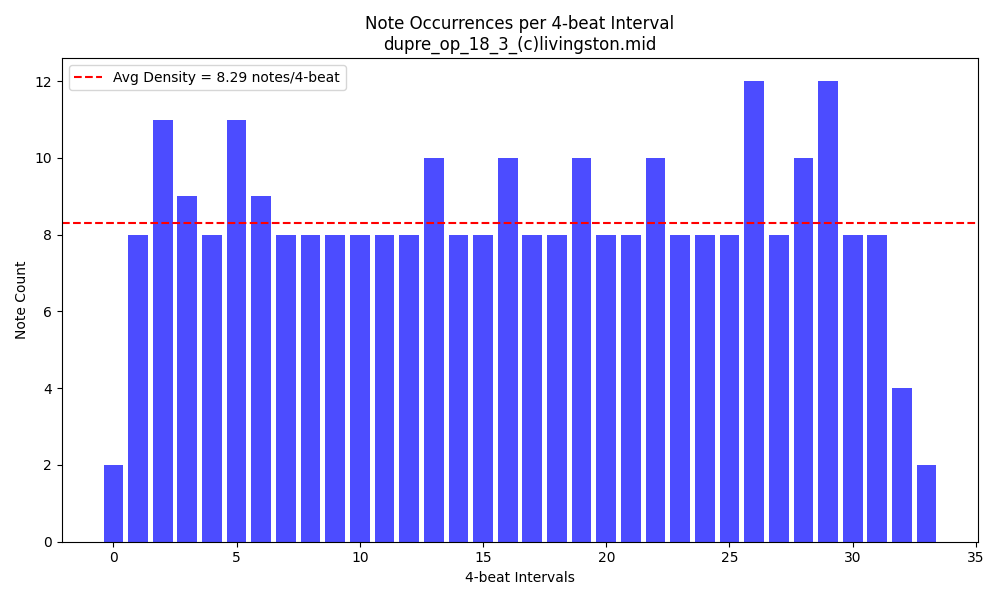 Note Occurrences per 4-beat Interval
dupre_op_18_3_(c)livingston.mid
Avg Density = 8.29 notes/4-beat
12
10
8
6
4
2
0
Note Count
0 5 10 15 20 25 30 35
4-beat Intervals